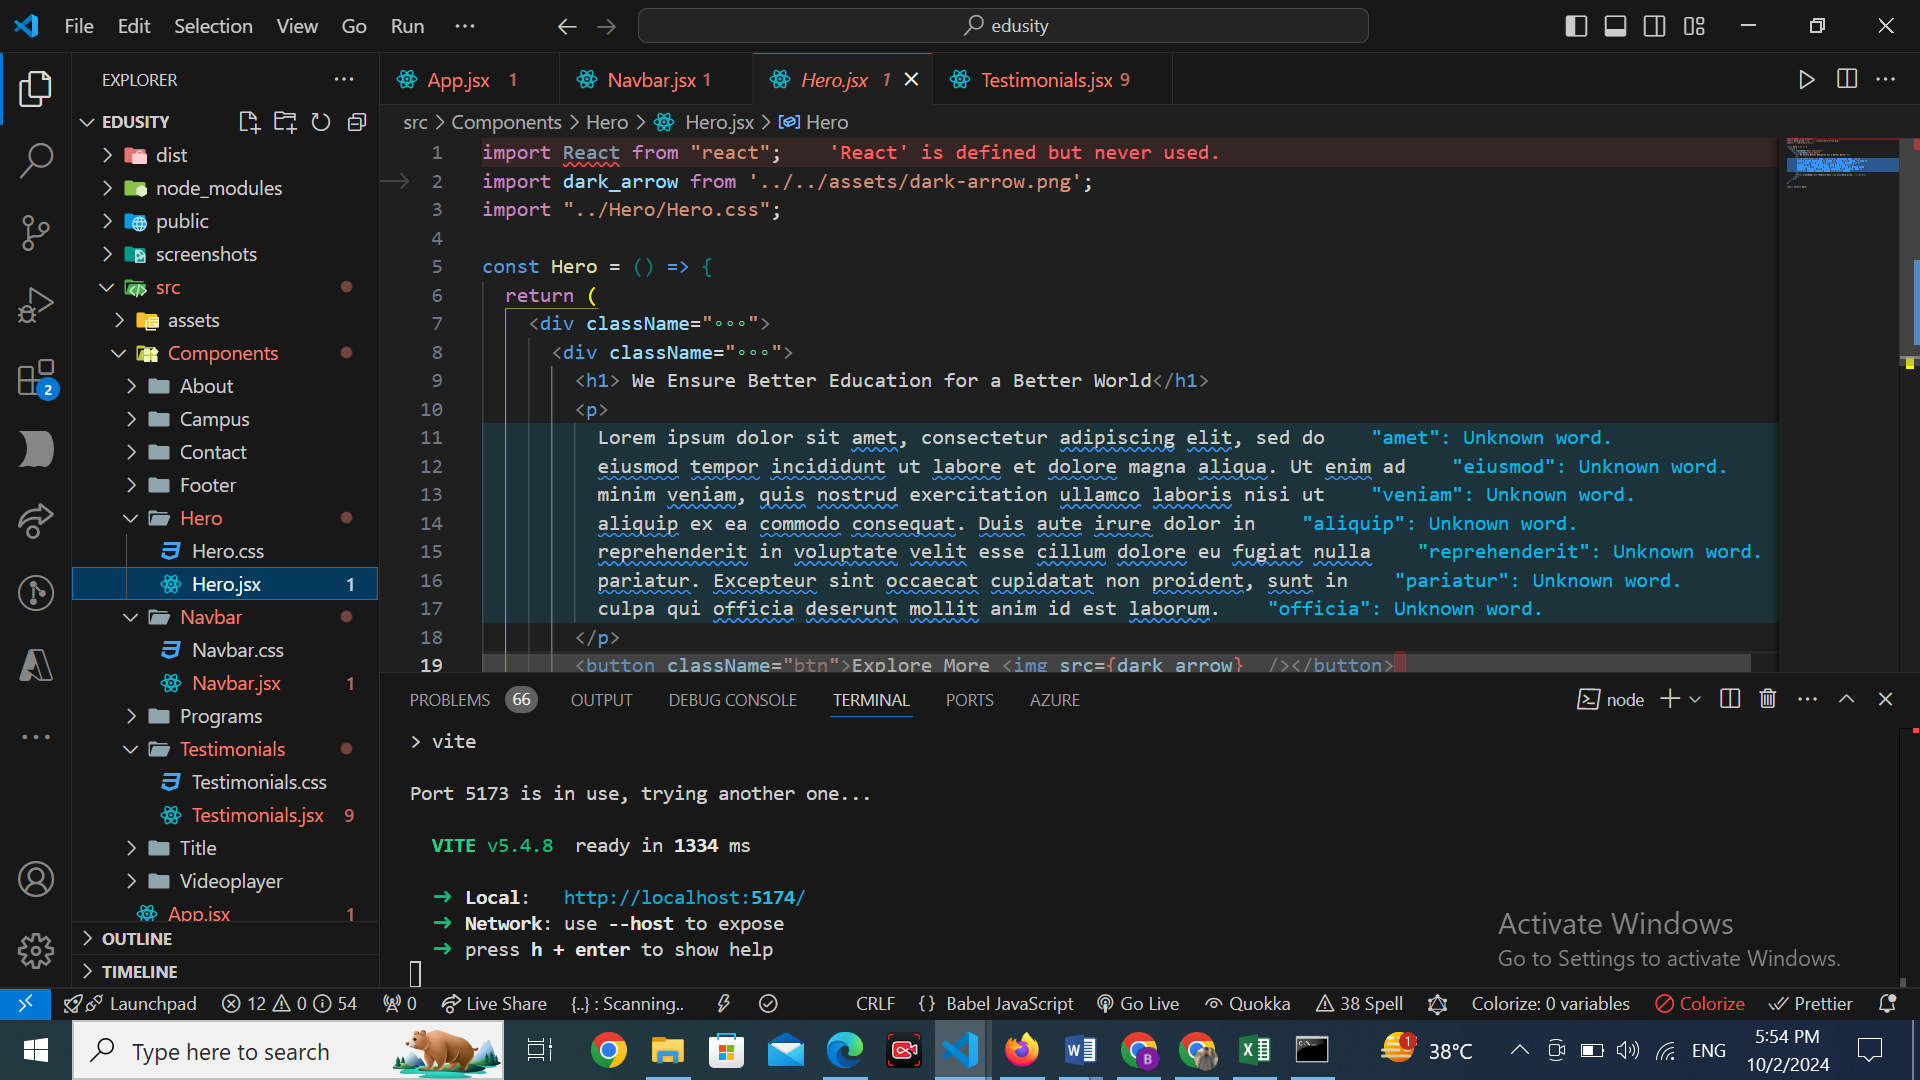 File Edit Selection View Go Run ···
edusity
EXPLORER
App.jsx 1
Navbar.jsx 1
Hero.jsx 1
Testimonials.jsx 9
EDUSITY
dist
node_modules
public
screenshots
src
assets
Components
About
Campus
Contact
Footer
Hero
Hero.css
Hero.jsx 1
Navbar
Navbar.css
Navbar.jsx 1
Programs
Testimonials
Testimonials.css
Testimonials.jsx 9
Title
Videoplayer
App.jsx 1
OUTLINE
TIMELINE
2
src > Components > Hero > Hero.jsx > Hero
1 import React from "react"; 'React' is defined but never used.
2 import dark_arrow from '../../assets/dark-arrow.png';
3 import "../Hero/Hero.css";
4
5 const Hero = () => {
6 return (
7 <div className="∘∘∘">
8 <div className="∘∘∘">
9 <h1> We Ensure Better Education for a Better World</h1>
10 <p>
11 Lorem ipsum dolor sit amet, consectetur adipiscing elit, sed do "amet": Unknown word.
12 eiusmod tempor incididunt ut labore et dolore magna aliqua. Ut enim ad "eiusmod": Unknown word.
13 minim veniam, quis nostrud exercitation ullamco laboris nisi ut "veniam": Unknown word.
14 aliquip ex ea commodo consequat. Duis aute irure dolor in "aliquip": Unknown word.
15 reprehenderit in voluptate velit esse cillum dolore eu fugiat nulla "reprehenderit": Unknown word.
16 pariatur. Excepteur sint occaecat cupidatat non proident, sunt in "pariatur": Unknown word.
17 culpa qui officia deserunt mollit anim id est laborum. "officia": Unknown word.
18 </p>
19 <button className="btn">Explore More <img src={dark_arrow} /></button>
PROBLEMS 66 OUTPUT DEBUG CONSOLE TERMINAL PORTS AZURE
node
> vite
Port 5173 is in use, trying another one...
VITE v5.4.8 ready in 1334 ms
➜ Local: http://localhost:5174/
➜ Network: use --host to expose
➜ press h + enter to show help
Activate Windows
Go to Settings to activate Windows.
Launchpad 12 0 54 0 Live Share {..} : Scanning.. CRLF {} Babel JavaScript Go Live Quokka 38 Spell Colorize: 0 variables Colorize Prettier
Type here to search
1 38°C ENG
5:54 PM
10/2/2024